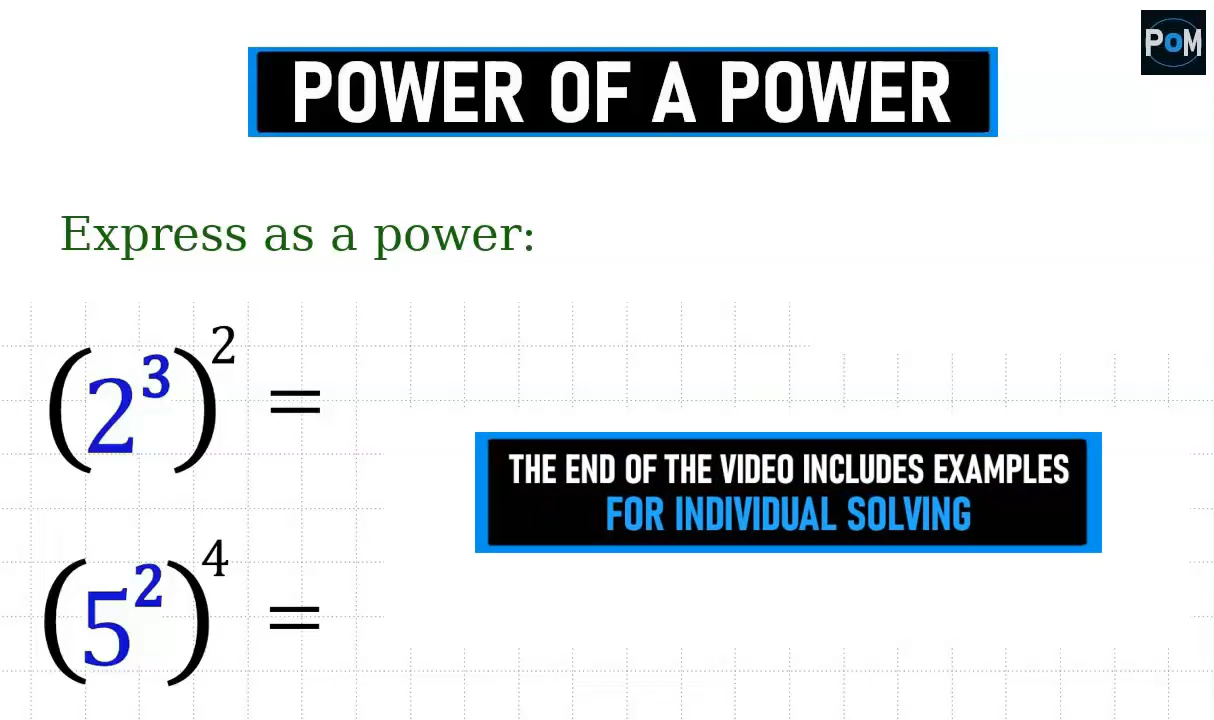 PoM
POWER OF A POWER
Express as a power:
(2³)² =
THE END OF THE VIDEO INCLUDES EXAMPLES
FOR INDIVIDUAL SOLVING
(5²)⁴ =